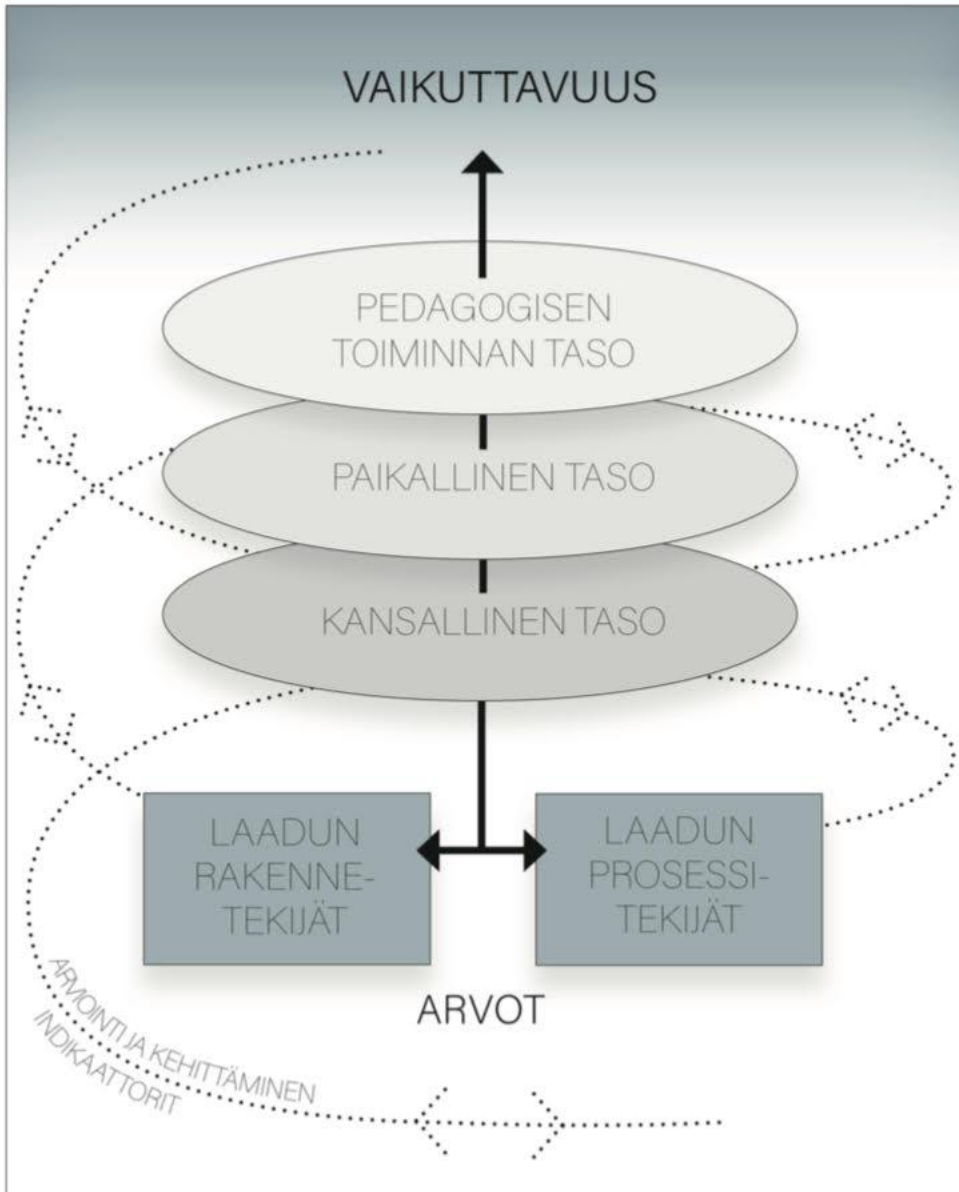 VAIKUTTAVUUS
PEDAGOGISEN
TOIMINNAN TASO
PAIKALLINEN TASO
KANSALLINEN TASO
LAADUN
RAKENNE-
TEKIJÄT
LAADUN
PROSESSI-
TEKIJÄT
ARVOT
ARVIOINTI JA KEHITTÄMINEN
INDIKAATTORIT